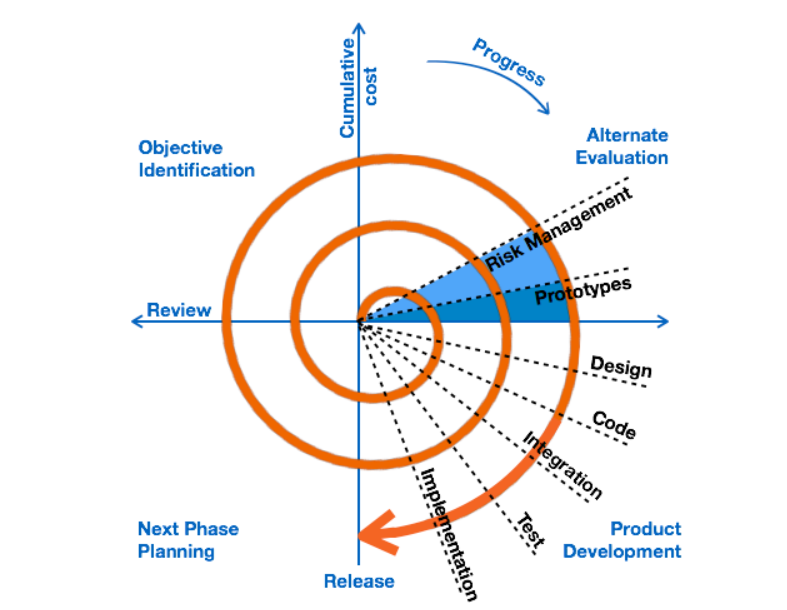 Cumulative
cost
Progress
Objective
Identification
Alternate
Evaluation
Risk Management
Prototypes
Review
Design
Code
Integration
Test
Implementation
Next Phase
Planning
Product
Development
Release